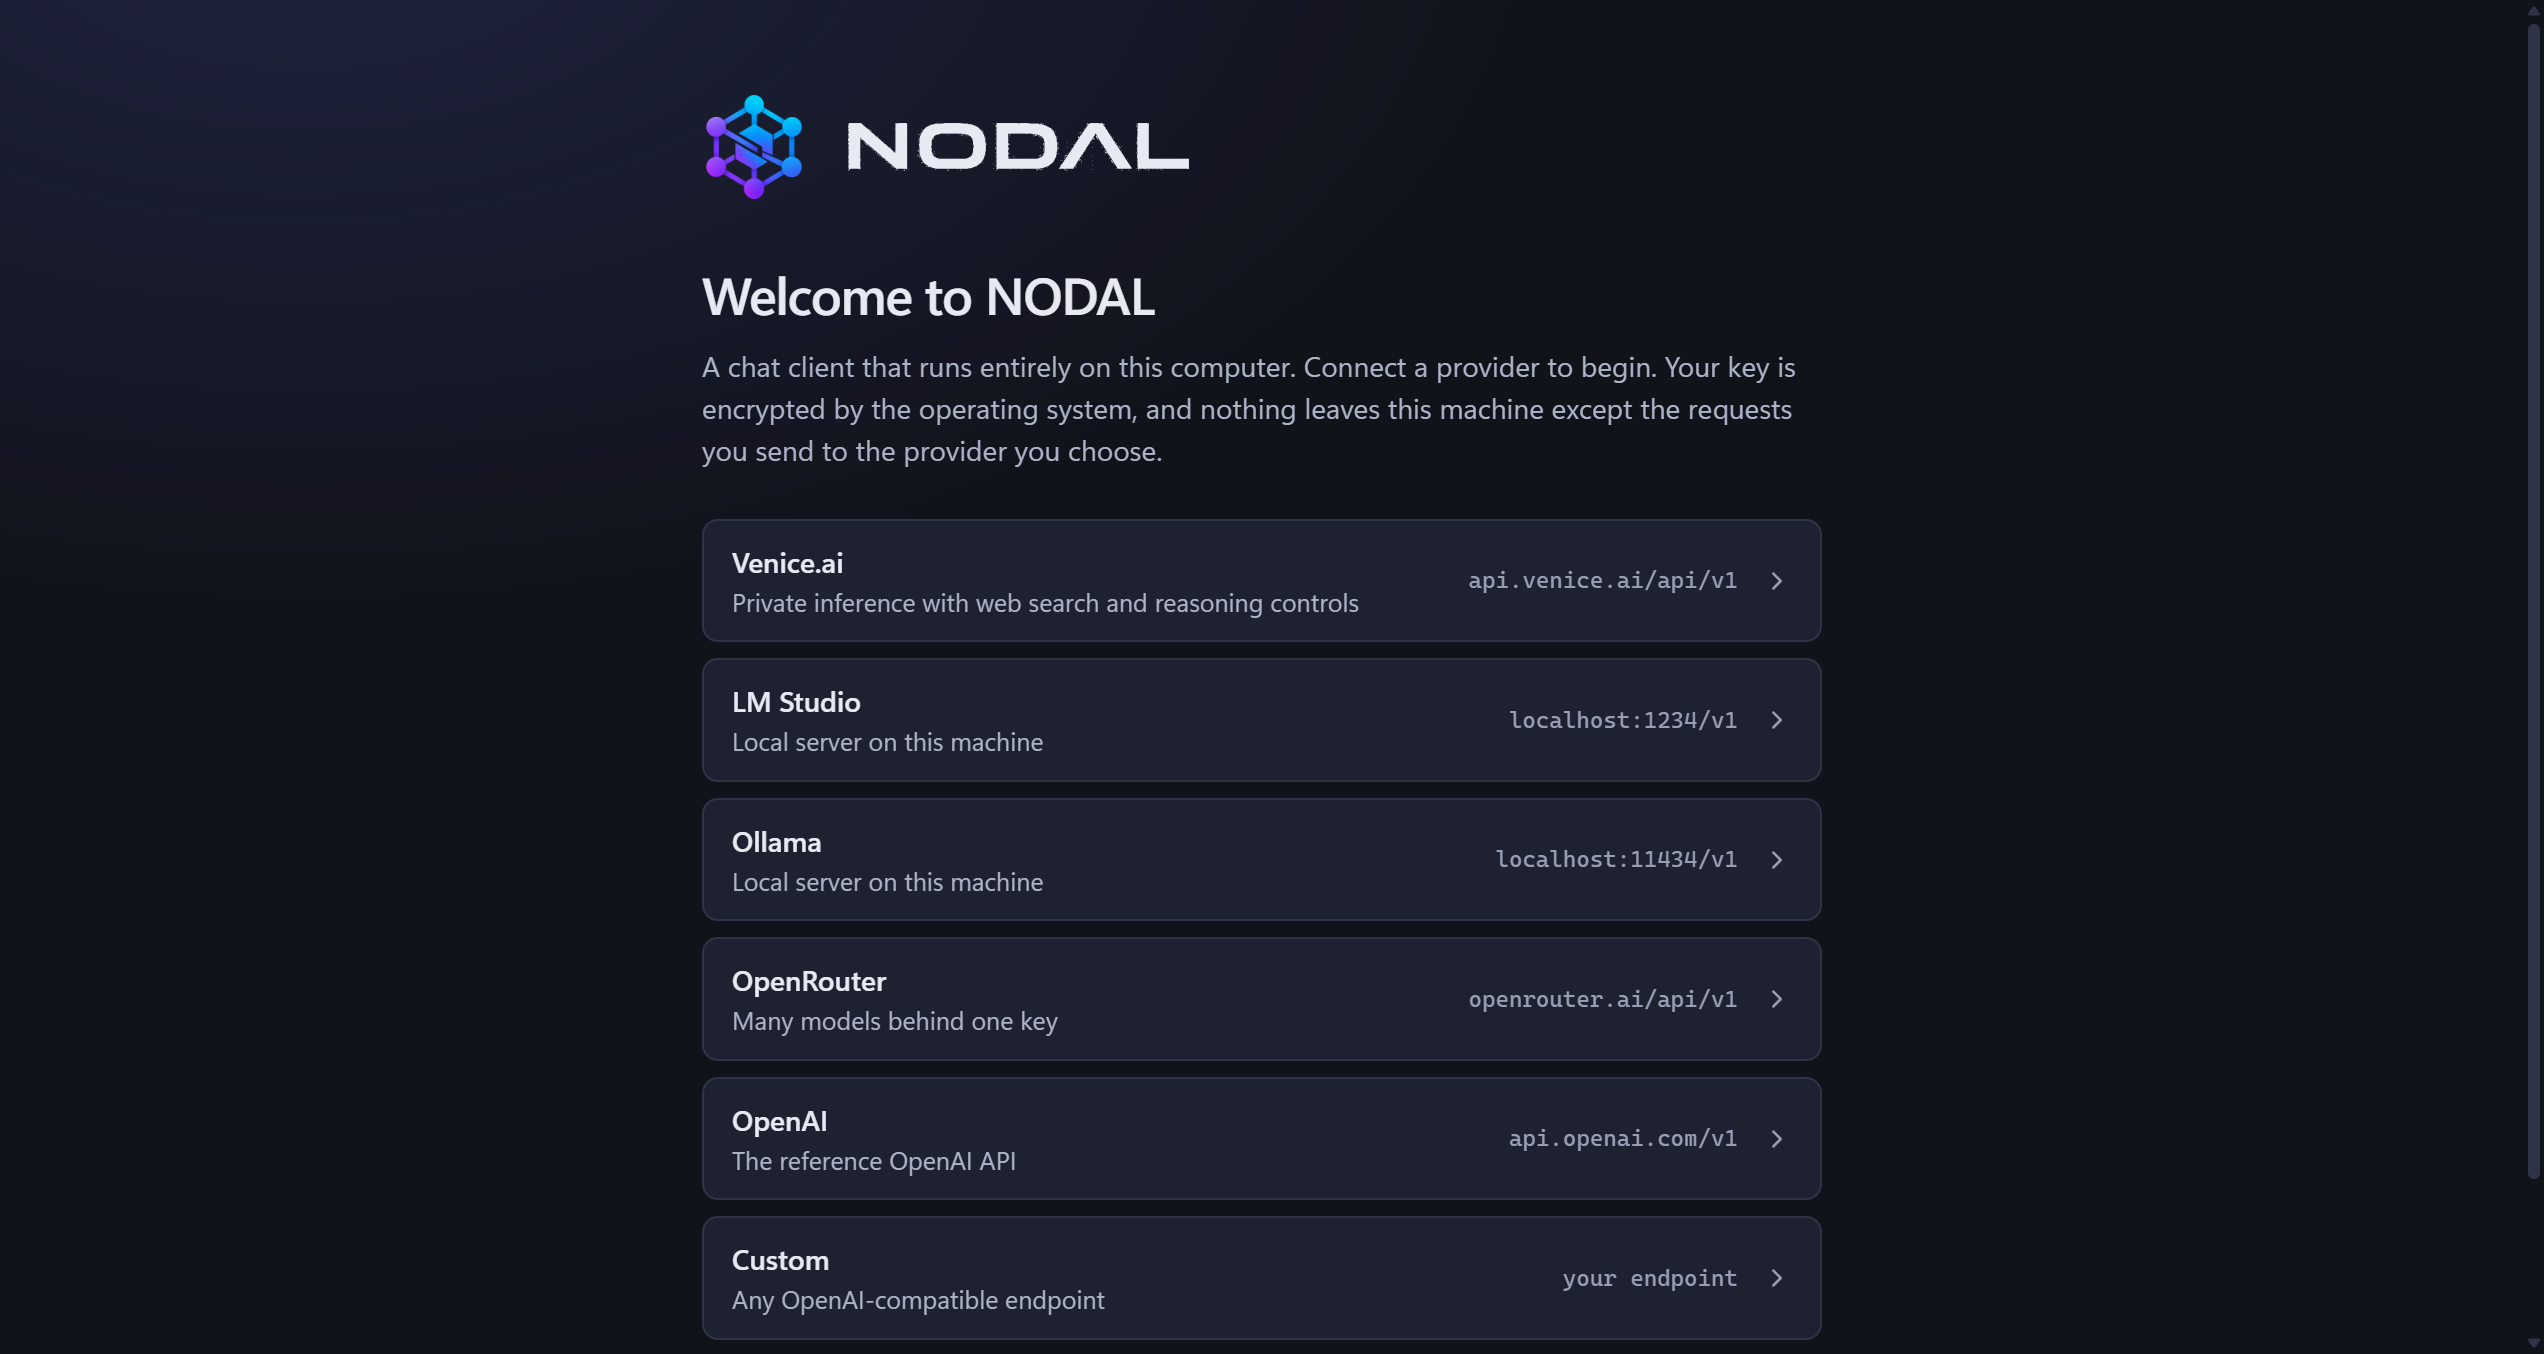 NODAL
Welcome to NODAL
A chat client that runs entirely on this computer. Connect a provider to begin. Your key is
encrypted by the operating system, and nothing leaves this machine except the requests
you send to the provider you choose.
Venice.ai
Private inference with web search and reasoning controls
api.venice.ai/api/v1
LM Studio
Local server on this machine
localhost:1234/v1
Ollama
Local server on this machine
localhost:11434/v1
OpenRouter
Many models behind one key
openrouter.ai/api/v1
OpenAI
The reference OpenAI API
api.openai.com/v1
Custom
Any OpenAI-compatible endpoint
your endpoint